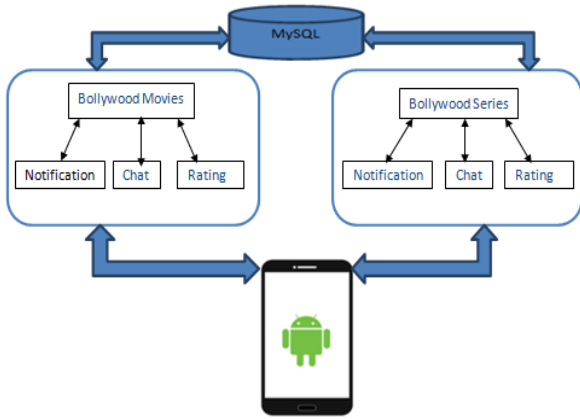 MySQL
Bollywood Movies
Notification
Chat
Rating
Bollywood Series
Notification
Chat
Rating